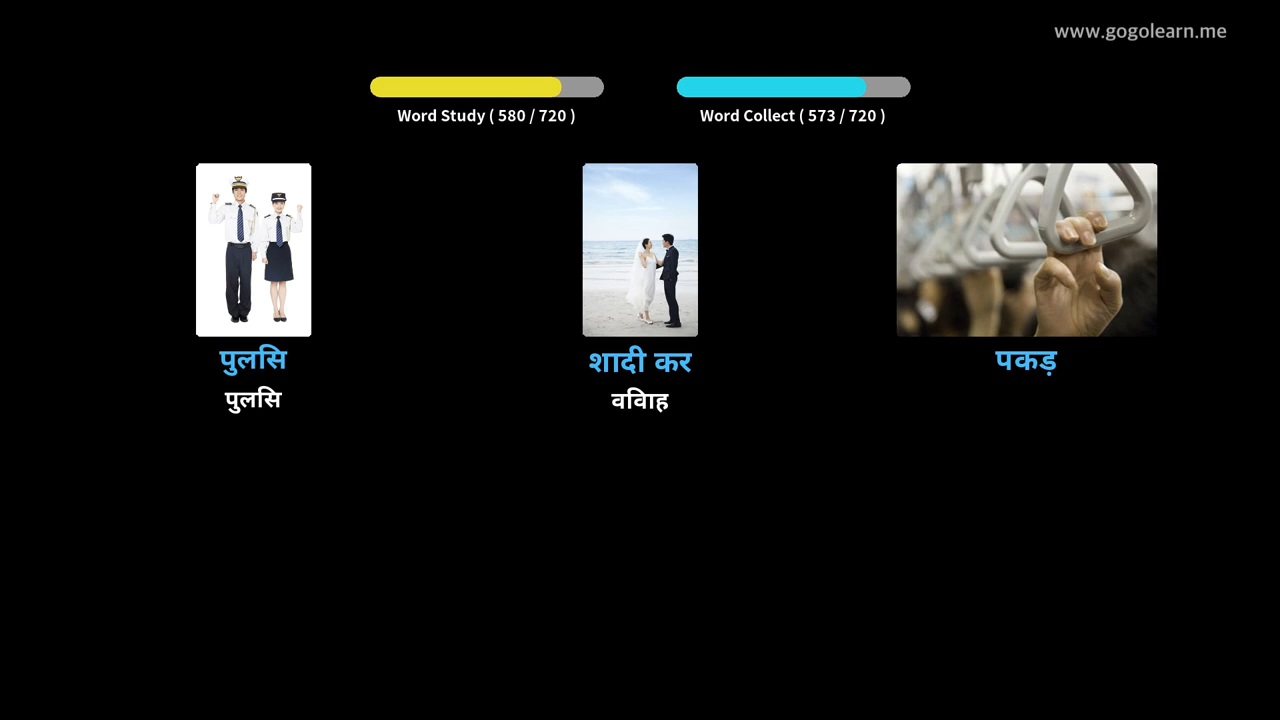 www.gogolearn.me
Word Study ( 580 / 720 )
Word Collect ( 573 / 720 )
पुलसि
पुलसि
शादी कर
वविाह
पकड़